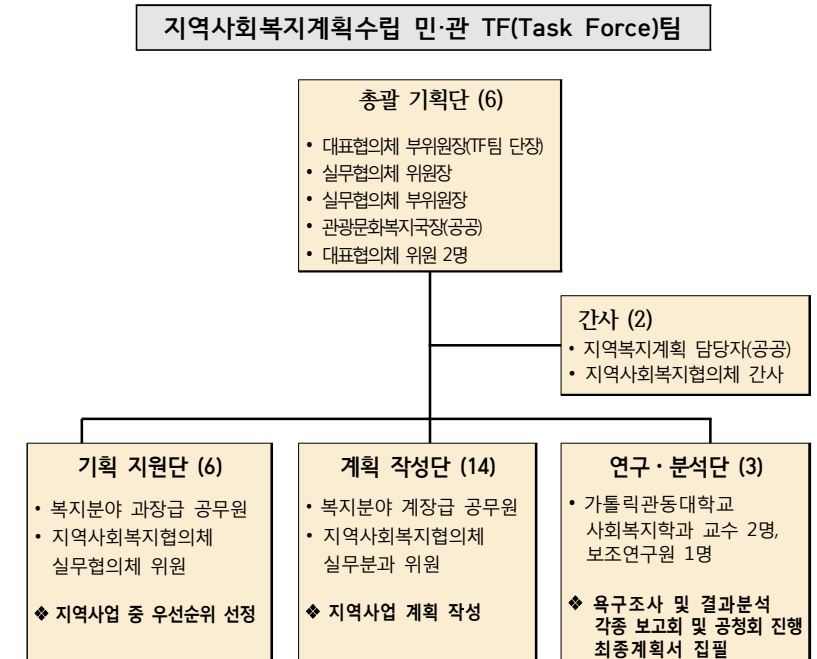 지역사회복지계획수립 민·관 TF(Task Force)팀
총괄 기획단 (6)
• 대표협의체 부위원장(TF팀 단장)
• 실무협의체 위원장
• 실무협의체 부위원장
• 관광문화복지국장(공공)
• 대표협의체 위원 2명
간사 (2)
• 지역복지계획 담당자(공공)
• 지역사회복지협의체 간사
기획 지원단 (6)
• 복지분야 과장급 공무원
• 지역사회복지협의체
실무협의체 위원
❖ 지역사업 중 우선순위 선정
계획 작성단 (14)
• 복지분야 계장급 공무원
• 지역사회복지협의체
실무분과 위원
❖ 지역사업 계획 작성
연구·분석단 (3)
• 가톨릭관동대학교
사회복지학과 교수 2명,
보조연구원 1명
❖ 욕구조사 및 결과분석
각종 보고회 및 공청회 진행
최종계획서 집필